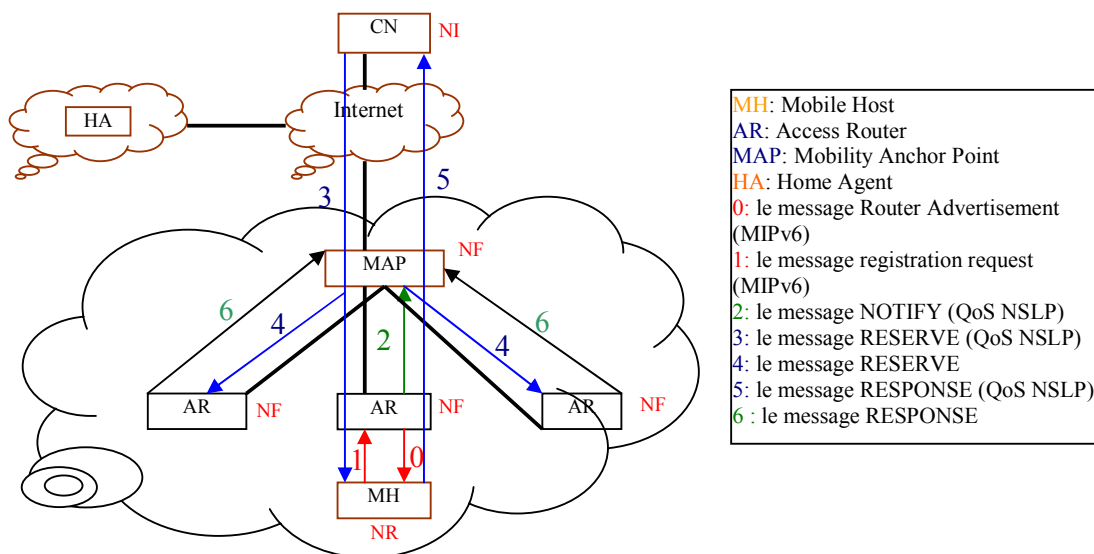 CN
NI
Internet
HA
3
5
NF
MAP
6
4
2
4
6
AR
NF
AR
NF
AR
NF
1
0
MH
NR
MH: Mobile Host
AR: Access Router
MAP: Mobility Anchor Point
HA: Home Agent
0: le message Router Advertisement
(MIPv6)
1: le message registration request
(MIPv6)
2: le message NOTIFY (QoS NSLP)
3: le message RESERVE (QoS NSLP)
4: le message RESERVE
5: le message RESPONSE (QoS NSLP)
6 : le message RESPONSE